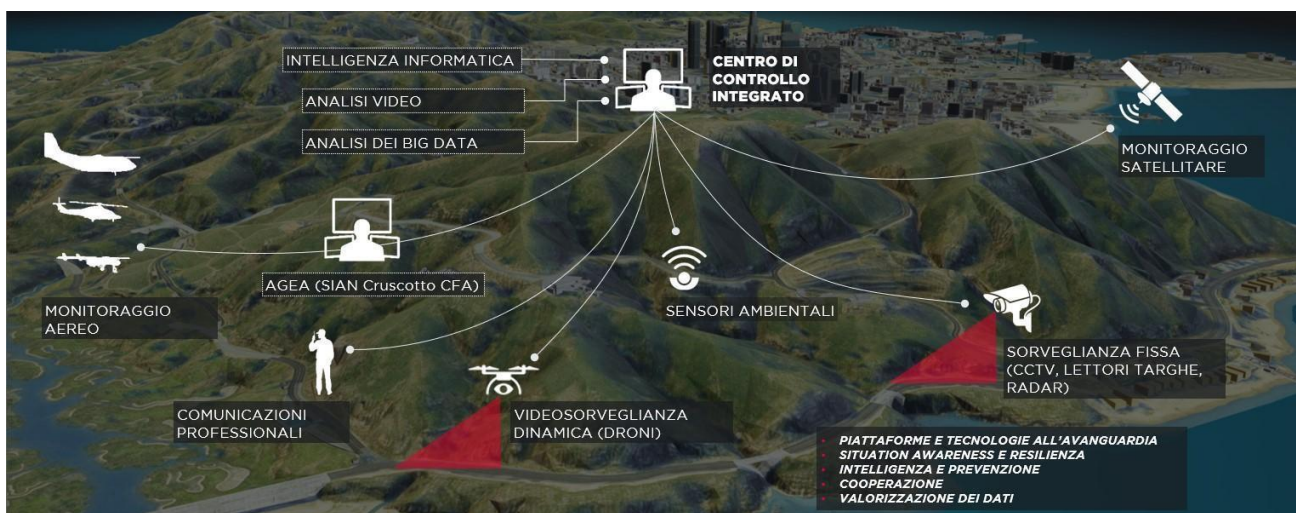 INTELLIGENZA INFORMATICA
ANALISI VIDEO
ANALISI DEI BIG DATA
CENTRO DI
CONTROLLO
INTEGRATO
MONITORAGGIO
SATELLITARE
AGEA (SIAN Cruscotto CFA)
MONITORAGGIO
AEREO
SENSORI AMBIENTALI
SORVEGLIANZA FISSA
(CCTV, LETTORI TARGHE,
RADAR)
COMUNICAZIONI
PROFESSIONALI
VIDEOSORVEGLIANZA
DINAMICA (DRONI)
• PIATTAFORME E TECNOLOGIE ALL'AVANGUARDIA
• SITUATION AWARENESS E RESILIENZA
• INTELLIGENZA E PREVENZIONE
• COOPERAZIONE
• VALORIZZAZIONE DEI DATI